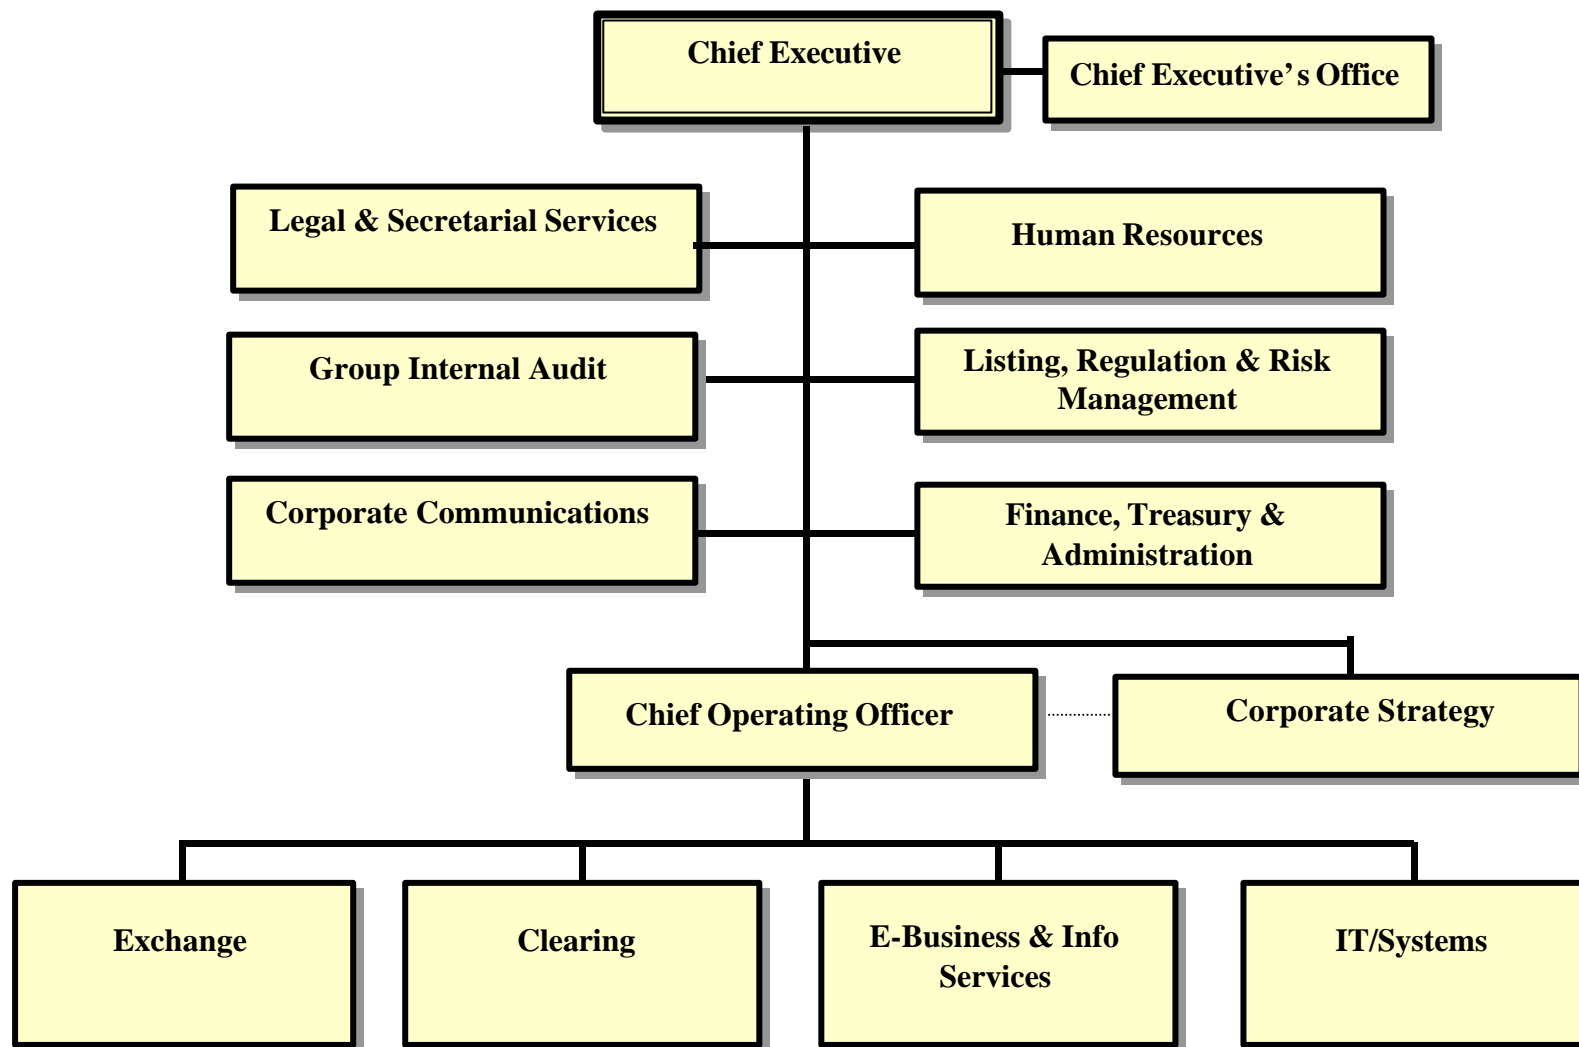 Chief Executive
Chief Executive’s Office
Legal & Secretarial Services
Human Resources
Group Internal Audit
Listing, Regulation & Risk
Management
Corporate Communications
Finance, Treasury &
Administration
Chief Operating Officer
Corporate Strategy
Exchange
Clearing
E-Business & Info
Services
IT/Systems